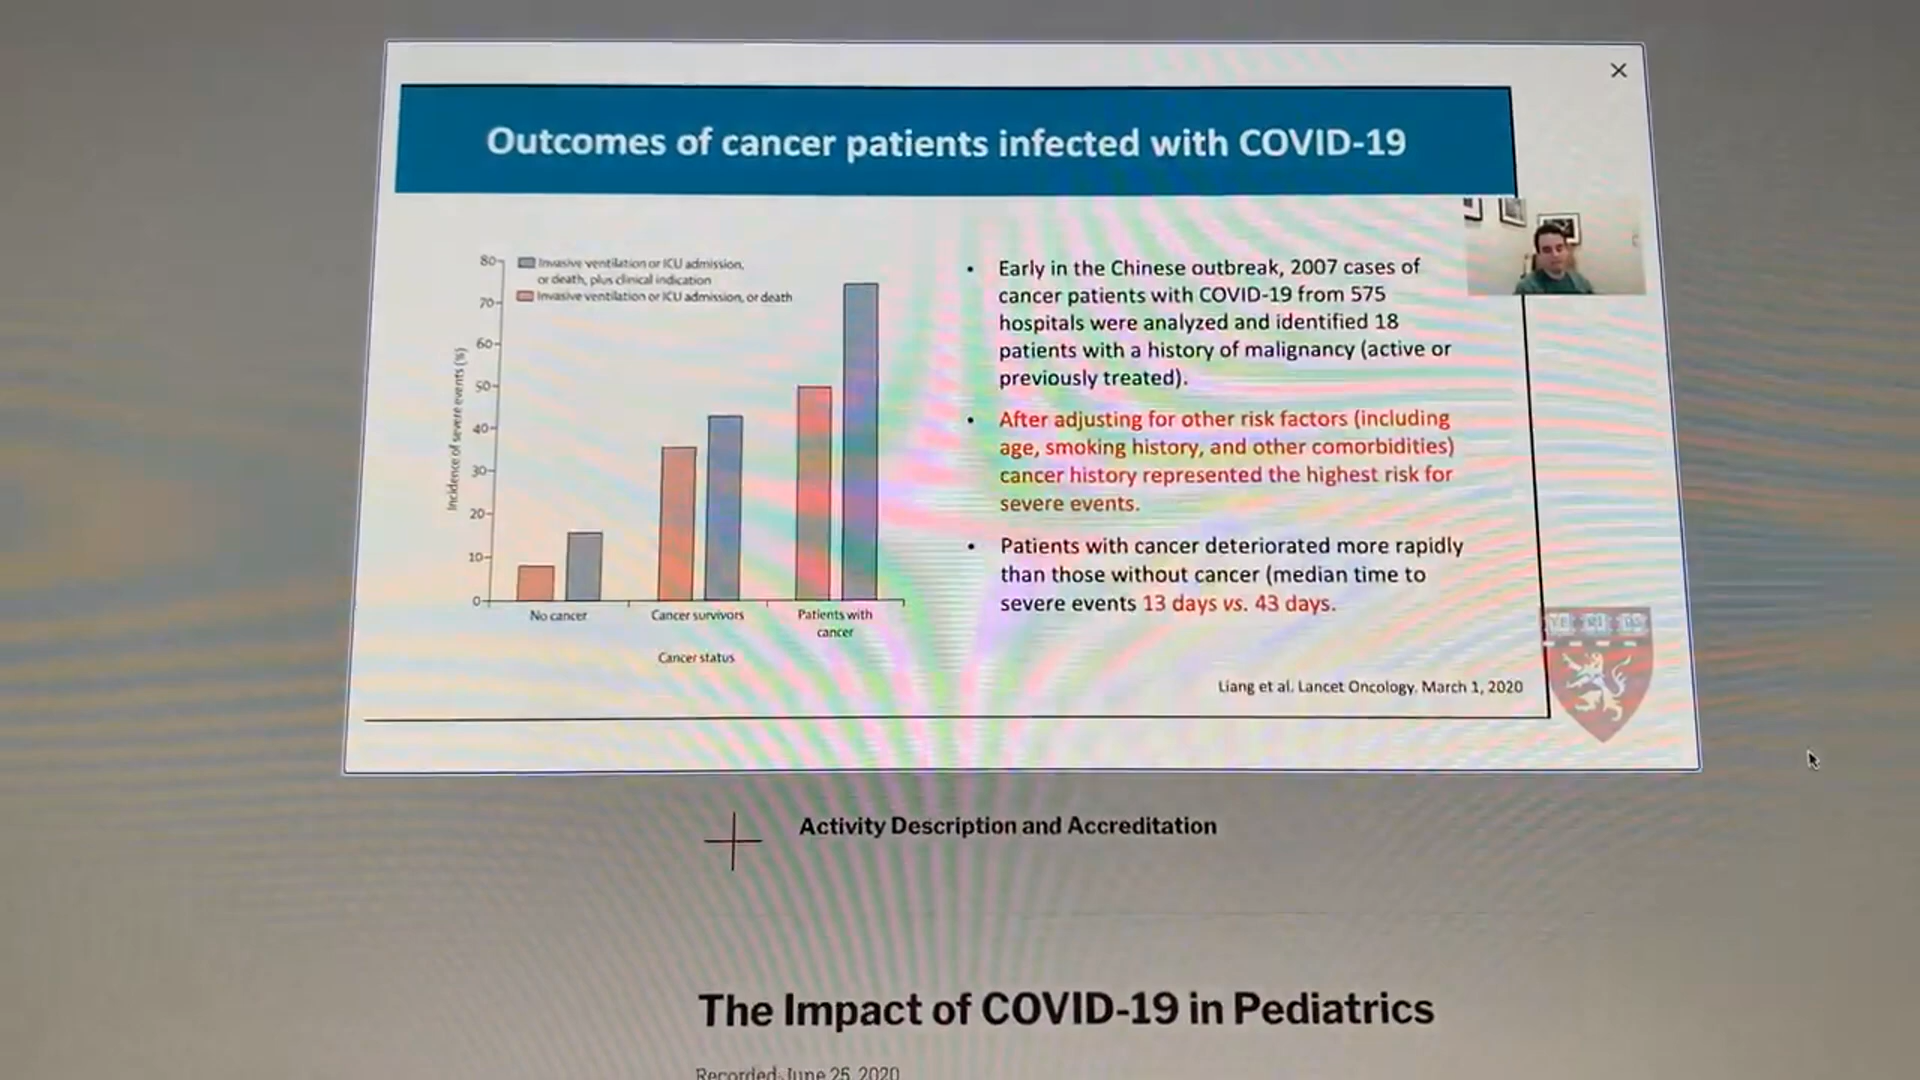 Outcomes of cancer patients infected with COVID-19
80
70
60
50
40
30
20
10
0
Incidence of severe events (%)
Invasive ventilation or ICU admission,
or death, plus clinical indication
Invasive ventilation or ICU admission, or death
No cancer
Cancer survivors
Patients with
cancer
Cancer status
• Early in the Chinese outbreak, 2007 cases of
cancer patients with COVID-19 from 575
hospitals were analyzed and identified 18
patients with a history of malignancy (active or
previously treated).
• After adjusting for other risk factors (including
age, smoking history, and other comorbidities)
cancer history represented the highest risk for
severe events.
• Patients with cancer deteriorated more rapidly
than those without cancer (median time to
severe events 13 days vs. 43 days.
Liang et al. Lancet Oncology. March 1, 2020
VE RI TAS
Activity Description and Accreditation
The Impact of COVID-19 in Pediatrics
Recorded: June 25, 2020